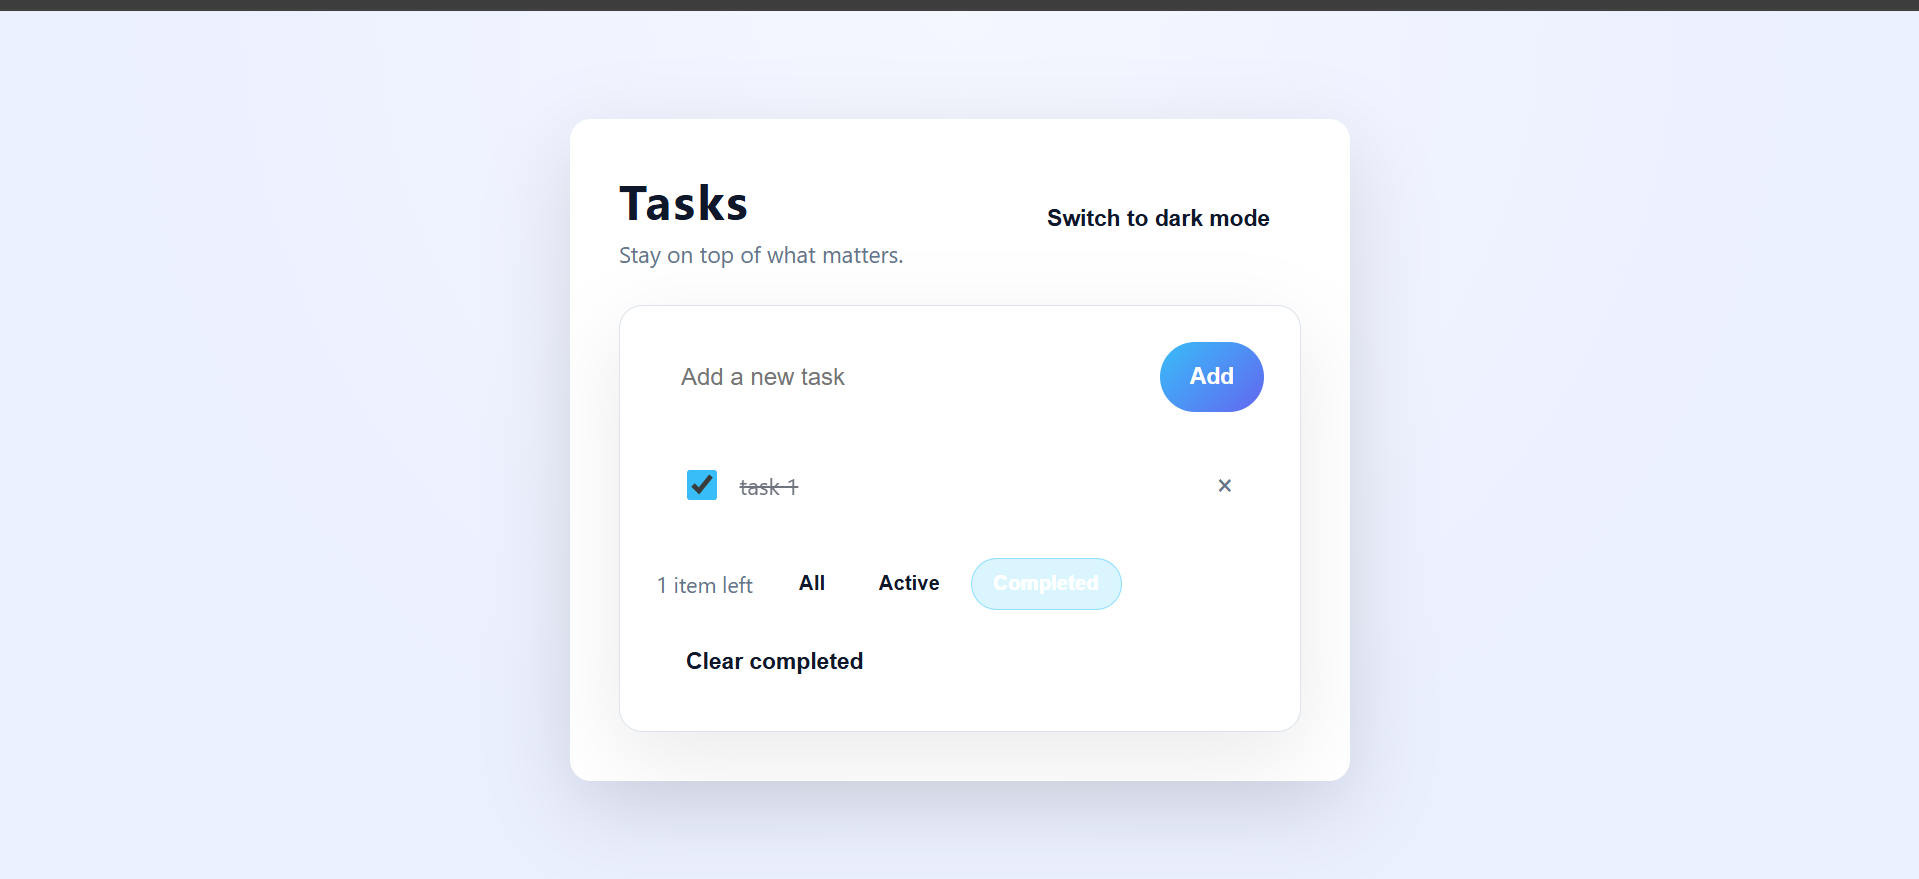 Tasks
Switch to dark mode
Stay on top of what matters.
Add a new task
Add
task 1
×
1 item left
All
Active
Completed
Clear completed